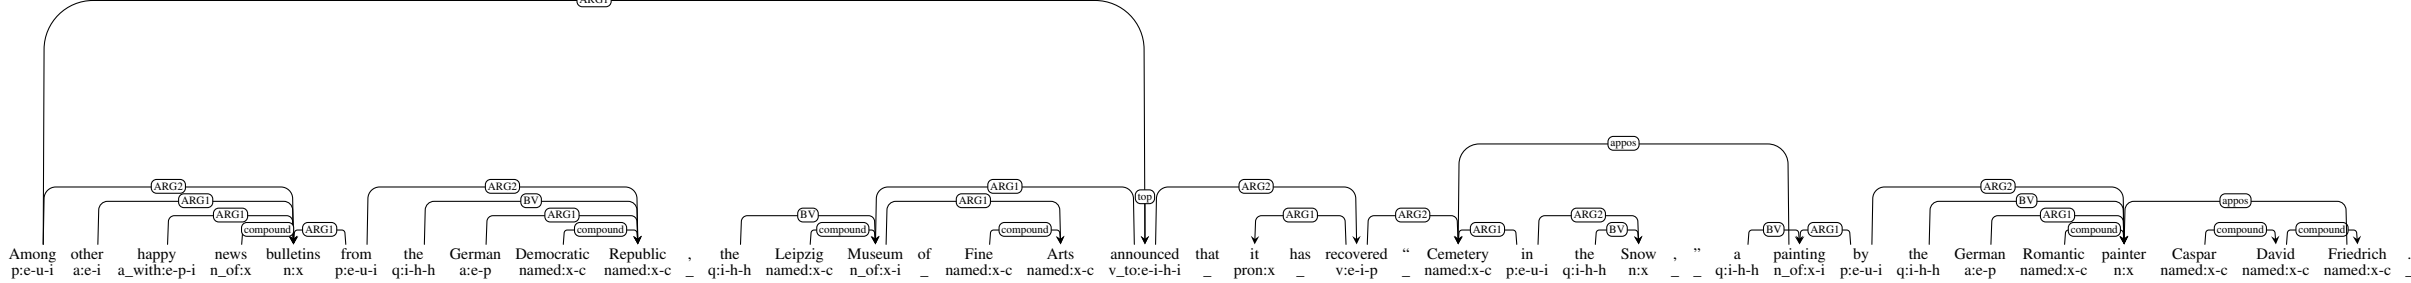 ARG1
appos
ARG2 ARG2 ARG1 top ARG2 ARG2
ARG1 BV ARG1 BV appos
ARG1 ARG1 BV ARG1 ARG2 ARG2 ARG1
compound ARG1 compound compound compound ARG1 BV BV ARG1 compound compound compound
Among other happy news bulletins from the German Democratic Republic , the Leipzig Museum of Fine Arts announced that it has recovered “ Cemetery in the Snow , ” a painting by the German Romantic painter Caspar David Friedrich .
p:e-u-i a:e-i a_with:e-p-i n_of:x n:x p:e-u-i q:i-h-h a:e-p named:x-c named:x-c _ q:i-h-h named:x-c n_of:x-i _ named:x-c named:x-c v_to:e-i-h-i _ pron:x _ v:e-i-p _ named:x-c p:e-u-i q:i-h-h n:x _ _ q:i-h-h n_of:x-i p:e-u-i q:i-h-h a:e-p named:x-c n:x named:x-c named:x-c named:x-c _